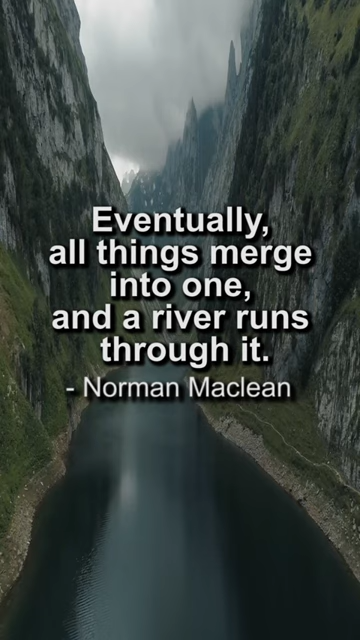 Eventually,
all things merge
into one,
and a river runs
through it.
- Norman Maclean